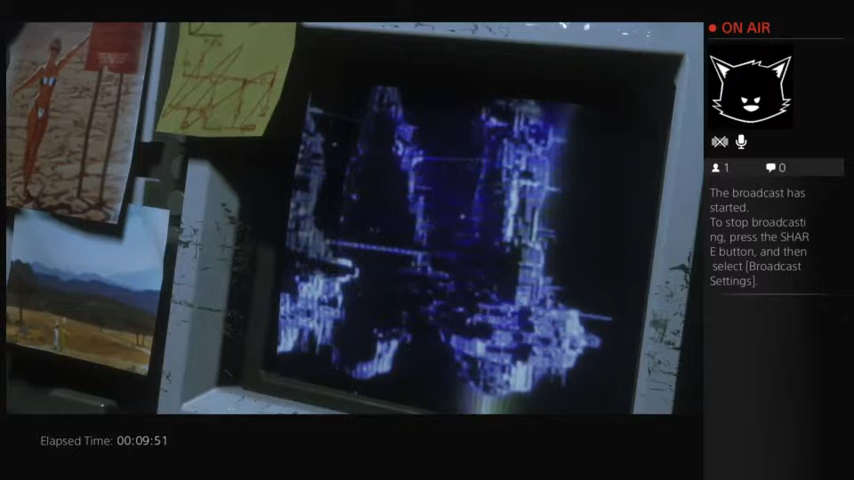 ON AIR
1
0
The broadcast has
started.
To stop broadcasti
ng, press the SHAR
E button, and then
select [Broadcast
Settings].
Elapsed Time: 00:09:51